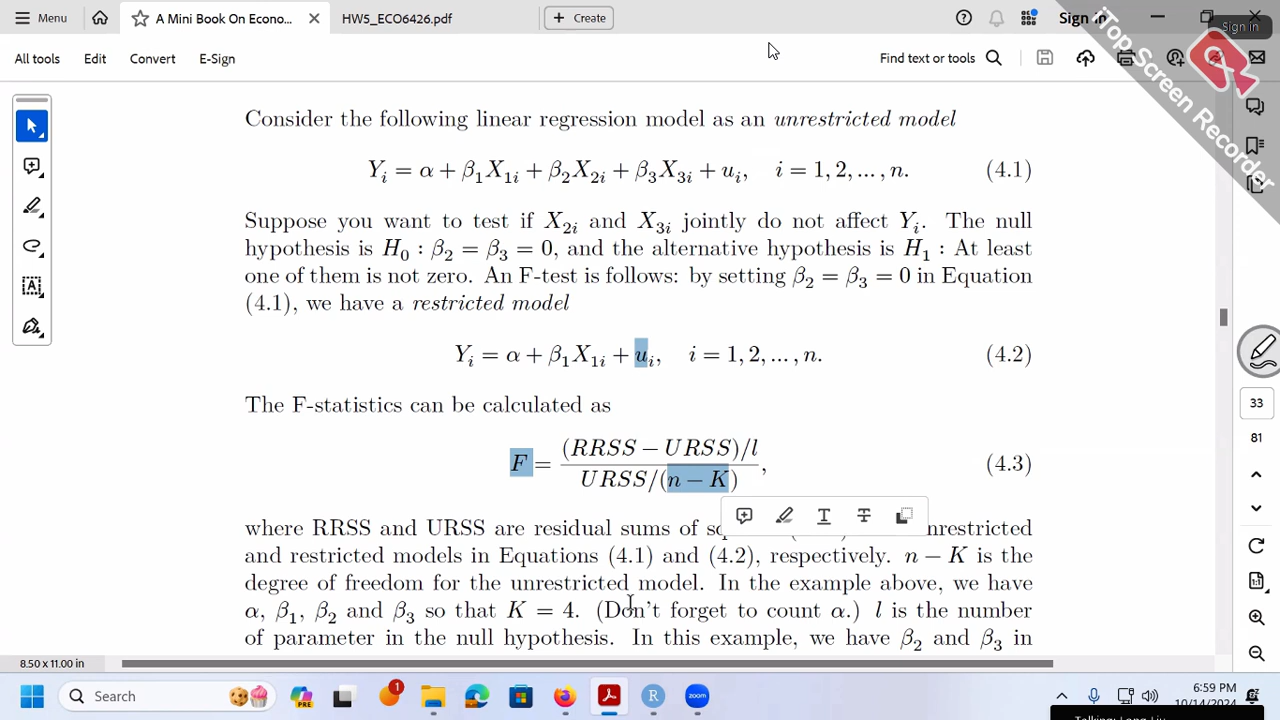 Menu
A Mini Book On Econo...
HW5_ECO6426.pdf
Create
Sign in
Sign in
All tools
Edit
Convert
E-Sign
Find text or tools
iTop Screen Recorder
Consider the following linear regression model as an unrestricted model
Yᵢ = α + β₁X₁ᵢ + β₂X₂ᵢ + β₃X₃ᵢ + uᵢ, i = 1, 2, ..., n. (4.1)
Suppose you want to test if X₂ᵢ and X₃ᵢ jointly do not affect Yᵢ. The null
hypothesis is H₀ : β₂ = β₃ = 0, and the alternative hypothesis is H₁ : At least
one of them is not zero. An F-test is follows: by setting β₂ = β₃ = 0 in Equation
(4.1), we have a restricted model
Yᵢ = α + β₁X₁ᵢ + uᵢ, i = 1, 2, ..., n. (4.2)
The F-statistics can be calculated as
F = (RRSS − URSS)/l
URSS/(n − K) , (4.3)
where RRSS and URSS are residual sums of unrestricted
and restricted models in Equations (4.1) and (4.2), respectively. n − K is the
degree of freedom for the unrestricted model. In the example above, we have
α, β₁, β₂ and β₃ so that K = 4. (Don't forget to count α.) l is the number
of parameter in the null hypothesis. In this example, we have β₂ and β₃ in
33
81
8.50 x 11.00 in
Search
PRE
1
R
zoom
6:59 PM
10/14/2024